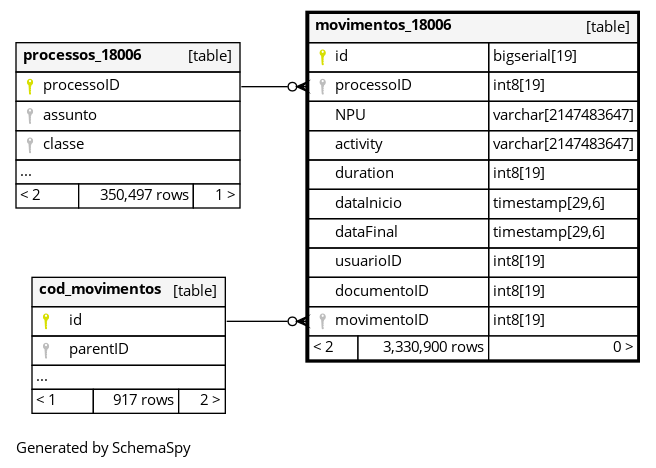 processos_18006 [table]
processoID
assunto
classe
...
< 2 350,497 rows 1 >
cod_movimentos [table]
id
parentID
...
< 1 917 rows 2 >
movimentos_18006 [table]
id bigserial[19]
processoID int8[19]
NPU varchar[2147483647]
activity varchar[2147483647]
duration int8[19]
dataInicio timestamp[29,6]
dataFinal timestamp[29,6]
usuarioID int8[19]
documentoID int8[19]
movimentoID int8[19]
< 2 3,330,900 rows 0 >
Generated by SchemaSpy